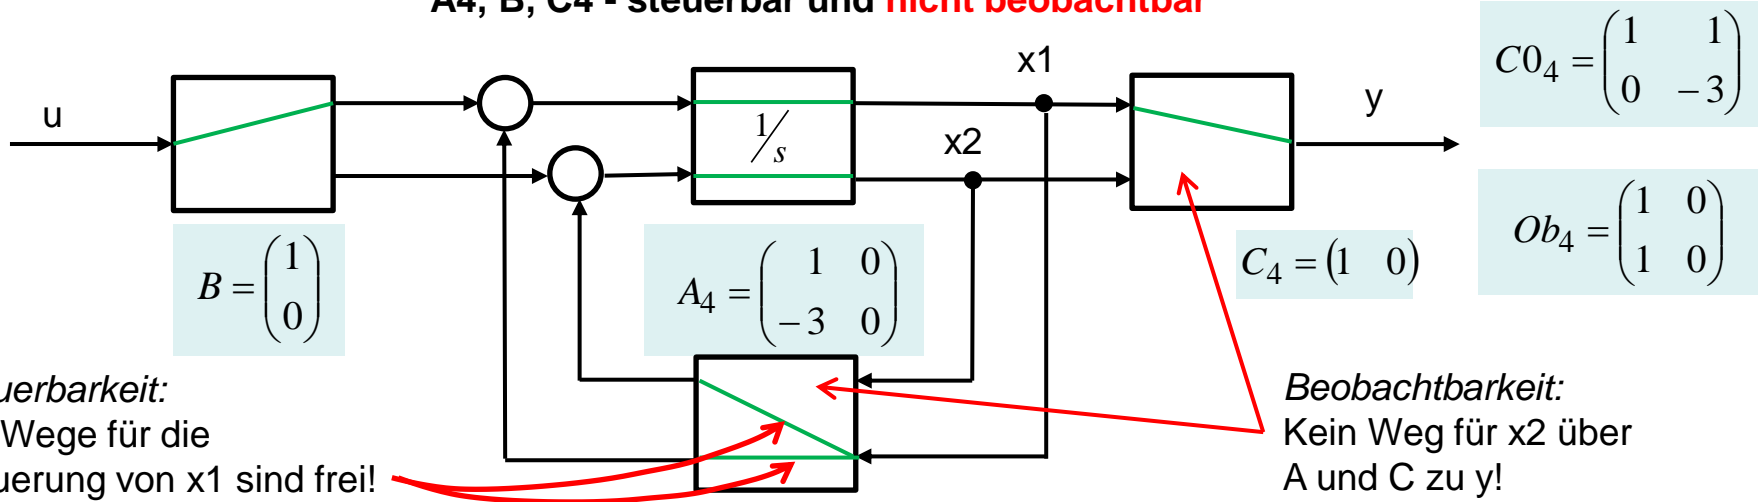 A4, B, C4 - steuerbar und nicht beobachtbar
C0₄ = (1 1
0 −3)
x1
u
y
1/s
x2
Ob₄ = (1 0
1 0)
B = (1
0)
A₄ = (1 0
−3 0)
C₄ = (1 0)
uerbarkeit:
Wege für die
uerung von x1 sind frei!
Beobachtbarkeit:
Kein Weg für x2 über
A und C zu y!